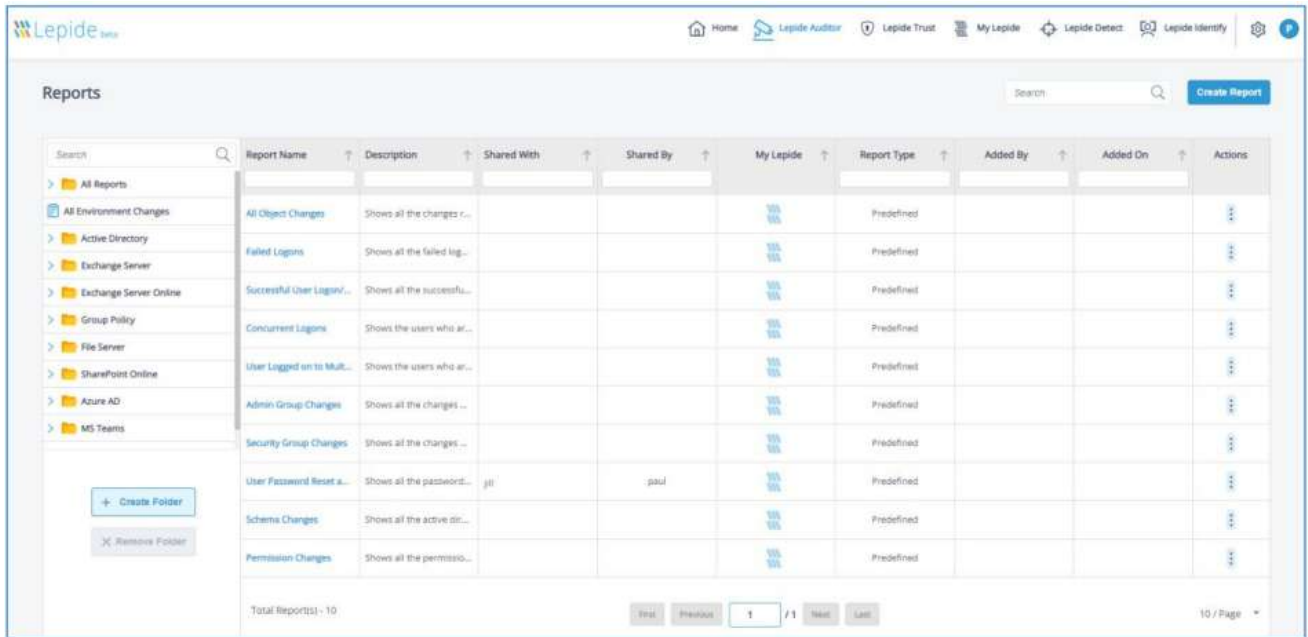 Lepide beta
Home
Lepide Auditor
Lepide Trust
My Lepide
Lepide Detect
Lepide Identify
P
Reports
Search
Create Report
Search
Report Name
Description
Shared With
Shared By
My Lepide
Report Type
Added By
Added On
Actions
All Reports
All Environment Changes
Active Directory
Exchange Server
Exchange Server Online
Group Policy
File Server
SharePoint Online
Azure AD
MS Teams
+ Create Folder
X Remove Folder
All Object Changes Shows all the changes r... Predefined
Failed Logons Shows all the failed log... Predefined
Successful User Logon/... Shows all the successfu... Predefined
Concurrent Logons Shows the users who ar... Predefined
User Logged on to Mult... Shows the users who ar... Predefined
Admin Group Changes Shows all the changes ... Predefined
Security Group Changes Shows all the changes ... Predefined
User Password Reset a... Shows all the password... jill paul Predefined
Schema Changes Shows all the active dir... Predefined
Permission Changes Shows all the permissio... Predefined
Total Report(s) - 10
First
Previous
1 / 1
Next
Last
10 / Page